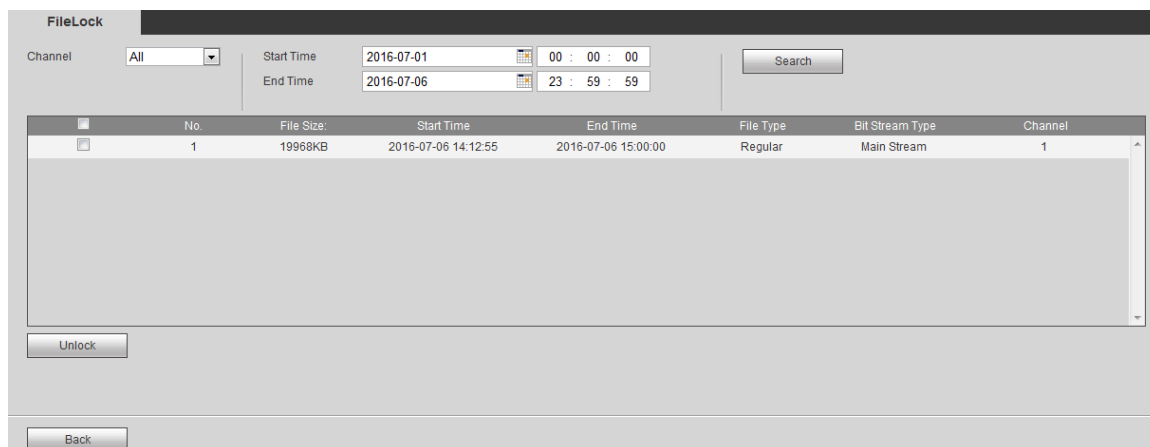 FileLock
Channel All Start Time 2016-07-01 00 : 00 : 00 Search
End Time 2016-07-06 23 : 59 : 59
No. File Size: Start Time End Time File Type Bit Stream Type Channel
1 19968KB 2016-07-06 14:12:55 2016-07-06 15:00:00 Regular Main Stream 1
Unlock
Back